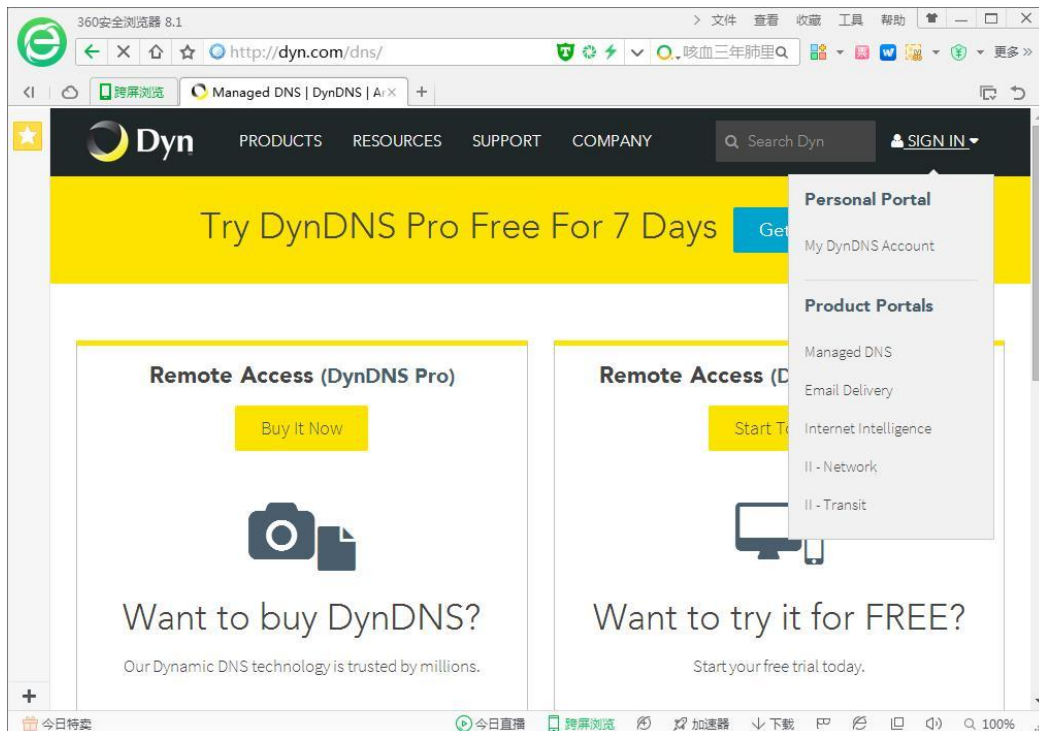 360安全浏览器 8.1
文件 查看 收藏 工具 帮助
http://dyn.com/dns/
咳血三年肺里
更多
跨屏浏览
Managed DNS | DynDNS | Ar
Dyn PRODUCTS RESOURCES SUPPORT COMPANY Search Dyn SIGN IN
Try DynDNS Pro Free For 7 Days Get
Personal Portal
My DynDNS Account
Product Portals
Managed DNS
Email Delivery
Internet Intelligence
II - Network
II - Transit
Remote Access (DynDNS Pro)
Buy It Now
Want to buy DynDNS?
Our Dynamic DNS technology is trusted by millions.
Remote Access (D
Start To
Want to try it for FREE?
Start your free trial today.
今日特卖 今日直播 跨屏浏览 加速器 下载 100%